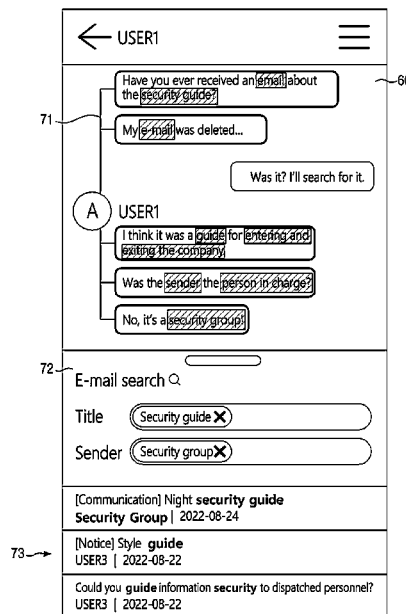 USER1
Have you ever received an email about
the security guide?
71
My e-mail was deleted...
Was it? I'll search for it.
A USER1
I think it was a guide for entering and
exiting the company
Was the sender the person in charge?
No, it's a security group!
72
E-mail search
Title Security guide X
Sender Security group X
[Communication] Night security guide
Security Group | 2022-08-24
73
[Notice] Style guide
USER3 | 2022-08-22
Could you guide information security to dispatched personnel?
USER3 | 2022-08-22